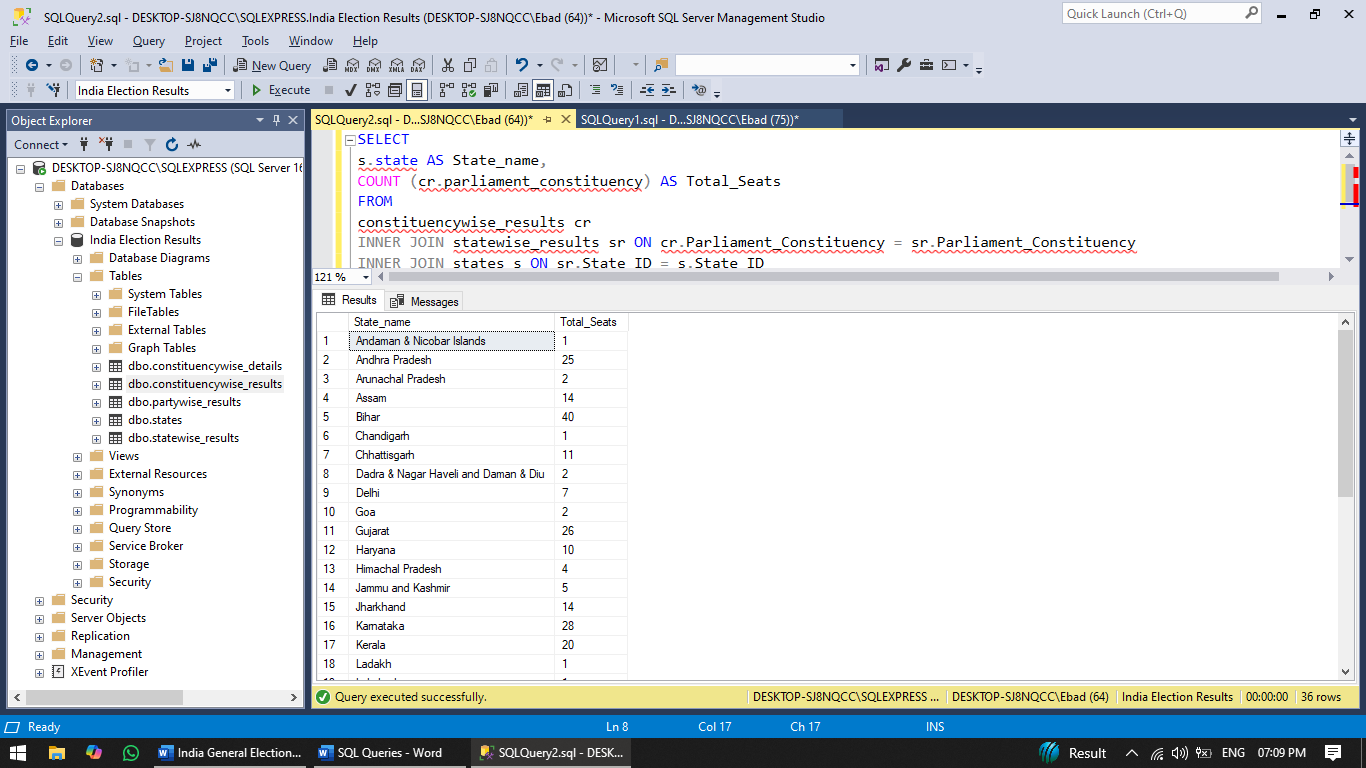 SQLQuery2.sql - DESKTOP-SJ8NQCC\SQLEXPRESS.India Election Results (DESKTOP-SJ8NQCC\Ebad (64))* - Microsoft SQL Server Management Studio
Quick Launch (Ctrl+Q)
File Edit View Query Project Tools Window Help
New Query MDX DMX XMLA DAX
India Election Results Execute
Object Explorer
Connect
DESKTOP-SJ8NQCC\SQLEXPRESS (SQL Server 16
Databases
System Databases
Database Snapshots
India Election Results
Database Diagrams
Tables
System Tables
FileTables
External Tables
Graph Tables
dbo.constituencywise_details
dbo.constituencywise_results
dbo.partywise_results
dbo.states
dbo.statewise_results
Views
External Resources
Synonyms
Programmability
Query Store
Service Broker
Storage
Security
Security
Server Objects
Replication
Management
XEvent Profiler
SQLQuery2.sql - D...SJ8NQCC\Ebad (64))* SQLQuery1.sql - D...SJ8NQCC\Ebad (75))*
SELECT
s.state AS State_name,
COUNT (cr.parliament_constituency) AS Total_Seats
FROM
constituencywise_results cr
INNER JOIN statewise_results sr ON cr.Parliament_Constituency = sr.Parliament_Constituency
INNER JOIN states s ON sr.State_ID = s.State_ID
121 %
Results Messages
State_name Total_Seats
1 Andaman & Nicobar Islands 1
2 Andhra Pradesh 25
3 Arunachal Pradesh 2
4 Assam 14
5 Bihar 40
6 Chandigarh 1
7 Chhattisgarh 11
8 Dadra & Nagar Haveli and Daman & Diu 2
9 Delhi 7
10 Goa 2
11 Gujarat 26
12 Haryana 10
13 Himachal Pradesh 4
14 Jammu and Kashmir 5
15 Jharkhand 14
16 Karnataka 28
17 Kerala 20
18 Ladakh 1
Query executed successfully. DESKTOP-SJ8NQCC\SQLEXPRESS ... DESKTOP-SJ8NQCC\Ebad (64) India Election Results 00:00:00 36 rows
Ready Ln 8 Col 17 Ch 17 INS
India General Election... SQL Queries - Word SQLQuery2.sql - DESK... Result ENG 07:09 PM